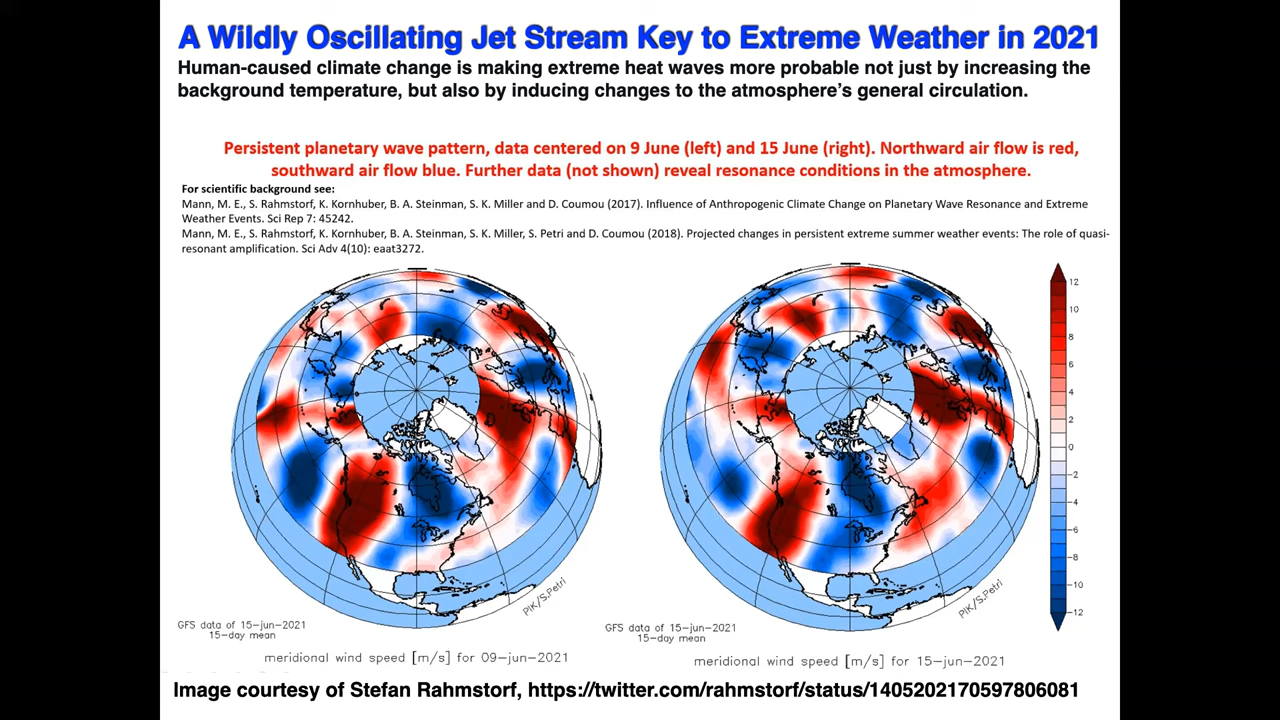 A Wildly Oscillating Jet Stream Key to Extreme Weather in 2021
Human-caused climate change is making extreme heat waves more probable not just by increasing the
background temperature, but also by inducing changes to the atmosphere's general circulation.
Persistent planetary wave pattern, data centered on 9 June (left) and 15 June (right). Northward air flow is red,
southward air flow blue. Further data (not shown) reveal resonance conditions in the atmosphere.
For scientific background see:
Mann, M. E., S. Rahmstorf, K. Kornhuber, B. A. Steinman, S. K. Miller and D. Coumou (2017). Influence of Anthropogenic Climate Change on Planetary Wave Resonance and Extreme
Weather Events. Sci Rep 7: 45242.
Mann, M. E., S. Rahmstorf, K. Kornhuber, B. A. Steinman, S. K. Miller, S. Petri and D. Coumou (2018). Projected changes in persistent extreme summer weather events: The role of quasi-
resonant amplification. Sci Adv 4(10): eaat3272.
12
10
8
6
4
2
0
-2
-4
-6
-8
-10
-12
PIK/S.Petri
PIK/S.Petri
GFS data of 15-jun-2021
15-day mean
GFS data of 15-jun-2021
15-day mean
meridional wind speed [m/s] for 09-jun-2021
meridional wind speed [m/s] for 15-jun-2021
Image courtesy of Stefan Rahmstorf, https://twitter.com/rahmstorf/status/1405202170597806081